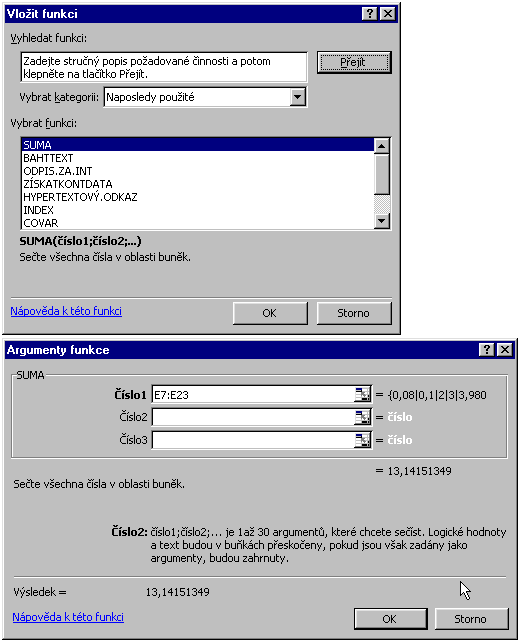 Vložit funkci
Vyhledat funkci:
Zadejte stručný popis požadované činnosti a potom
klepněte na tlačítko Přejít.
Přejít
Vybrat kategorii: Naposledy použité
Vybrat funkci:
SUMA
BAHTTEXT
ODPIS.ZA.INT
ZÍSKATKONTDATA
HYPERTEXTOVÝ.ODKAZ
INDEX
COVAR
SUMA(číslo1;číslo2;...)
Sečte všechna čísla v oblasti buněk.
Nápověda k této funkci
OK
Storno
Argumenty funkce
SUMA
Číslo1 E7:E23 = {0,08|0,1|2|3|3,980
Číslo2 = číslo
Číslo3 = číslo
= 13,14151349
Sečte všechna čísla v oblasti buněk.
Číslo2: číslo1;číslo2;... je 1až 30 argumentů, které chcete sečíst. Logické hodnoty
a text budou v buňkách přeskočeny, pokud jsou však zadány jako
argumenty, budou zahrnuty.
Výsledek = 13,14151349
Nápověda k této funkci
OK
Storno